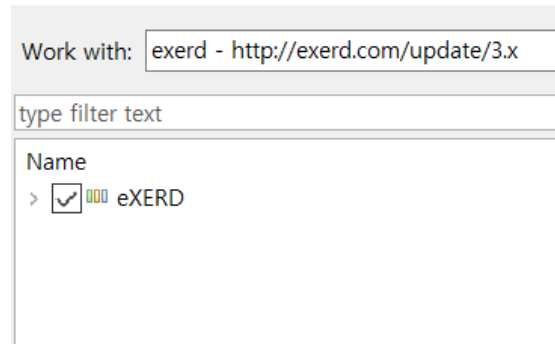 Work with: exerd - http://exerd.com/update/3.x
type filter text
Name
eXERD